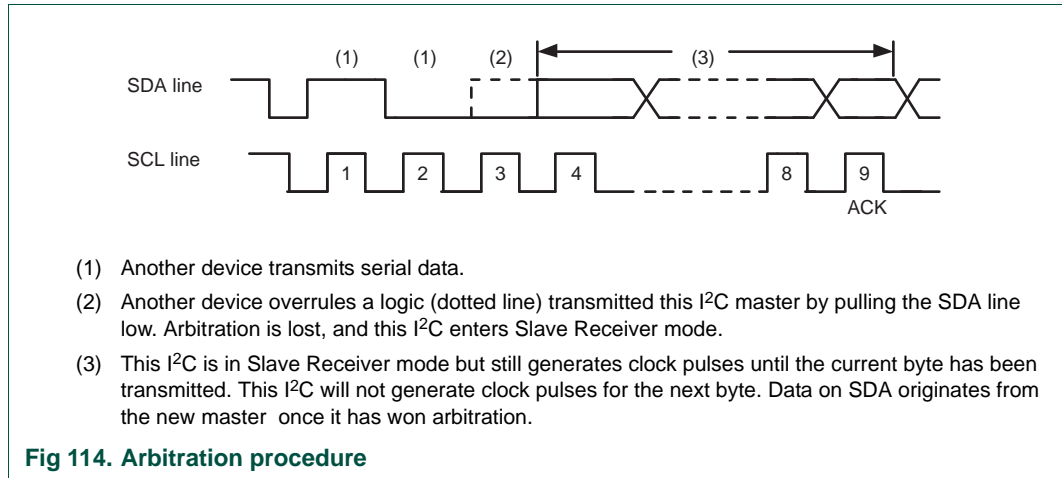 (1) (1) (2) (3)
SDA line
SCL line
1 2 3 4 8 9
ACK
(1) Another device transmits serial data.
(2) Another device overrules a logic (dotted line) transmitted this I2C master by pulling the SDA line
low. Arbitration is lost, and this I2C enters Slave Receiver mode.
(3) This I2C is in Slave Receiver mode but still generates clock pulses until the current byte has been
transmitted. This I2C will not generate clock pulses for the next byte. Data on SDA originates from
the new master once it has won arbitration.
Fig 114. Arbitration procedure